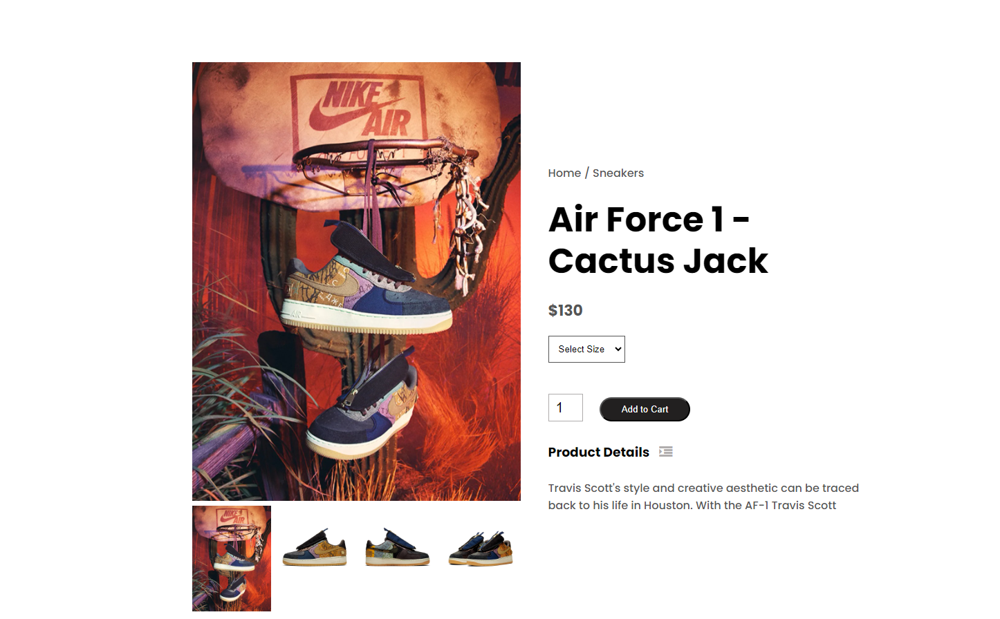 NIKE
AIR
Home / Sneakers
Air Force 1 -
Cactus Jack
$130
Select Size
1
Add to Cart
Product Details
Travis Scott's style and creative aesthetic can be traced
back to his life in Houston. With the AF-1 Travis Scott
NIKE
AIR